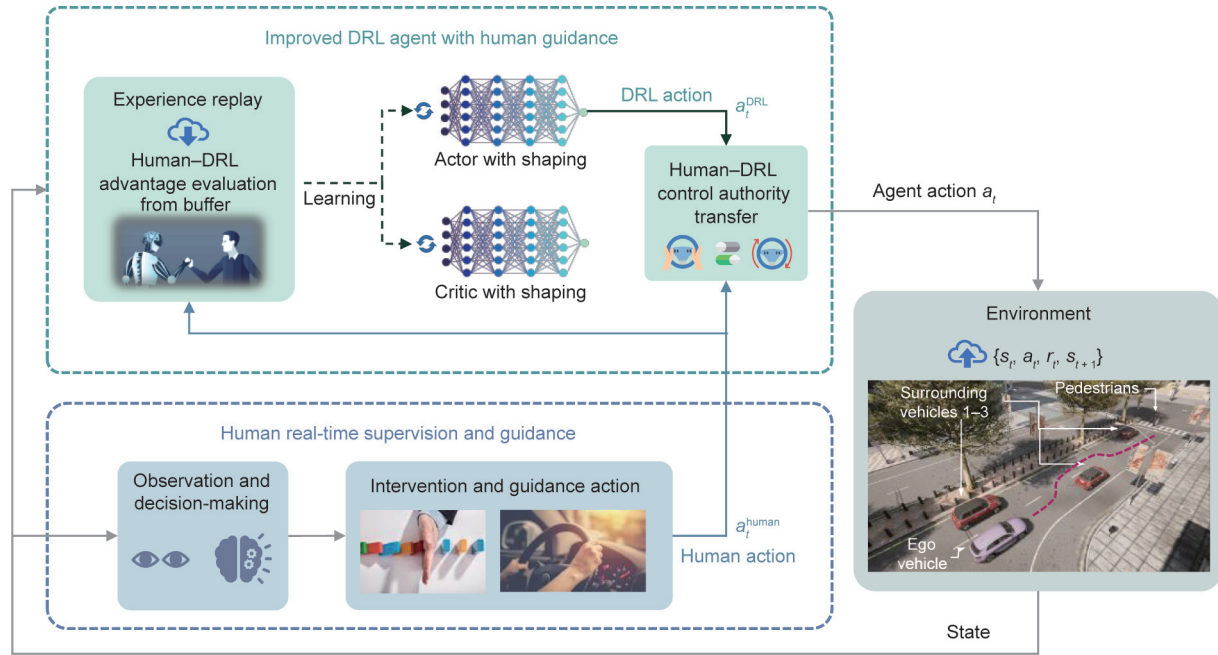 Improved DRL agent with human guidance
Experience replay
Human–DRL
advantage evaluation
from buffer
Learning
Actor with shaping
Critic with shaping
DRL action
a_t^DRL
Human–DRL
control authority
transfer
Agent action a_t
Environment
{s_t, a_t, r_t, s_{t+1}}
Surrounding
vehicles 1–3
Pedestrians
Ego
vehicle
Human real-time supervision and guidance
Observation and
decision-making
Intervention and guidance action
a_t^human
Human action
State